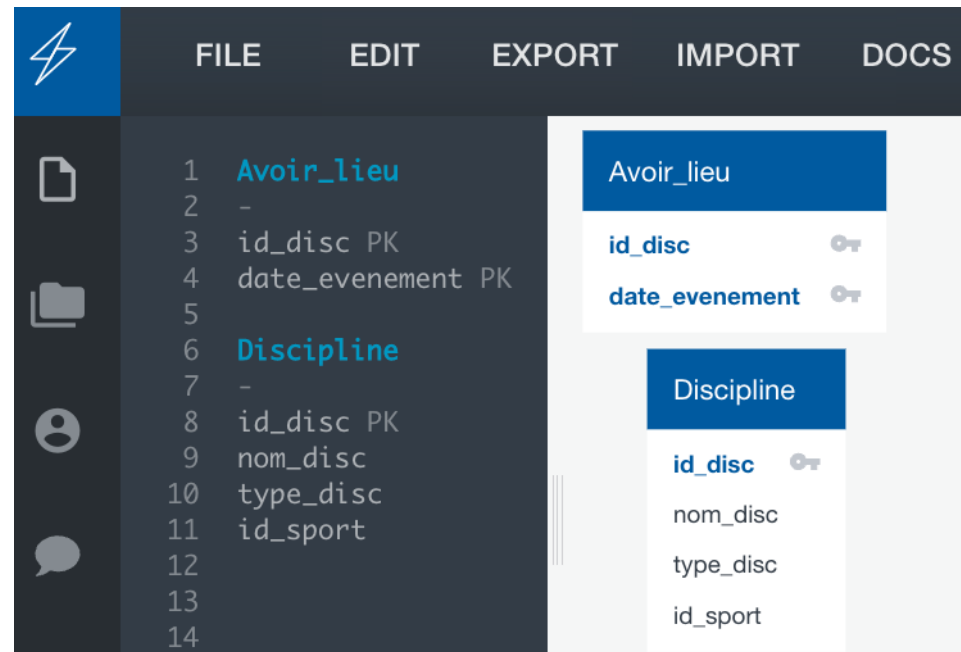 FILE EDIT EXPORT IMPORT DOCS
1 Avoir_lieu
2 -
3 id_disc PK
4 date_evenement PK
5
6 Discipline
7 -
8 id_disc PK
9 nom_disc
10 type_disc
11 id_sport
12
13
14
Avoir_lieu
id_disc
date_evenement
Discipline
id_disc
nom_disc
type_disc
id_sport